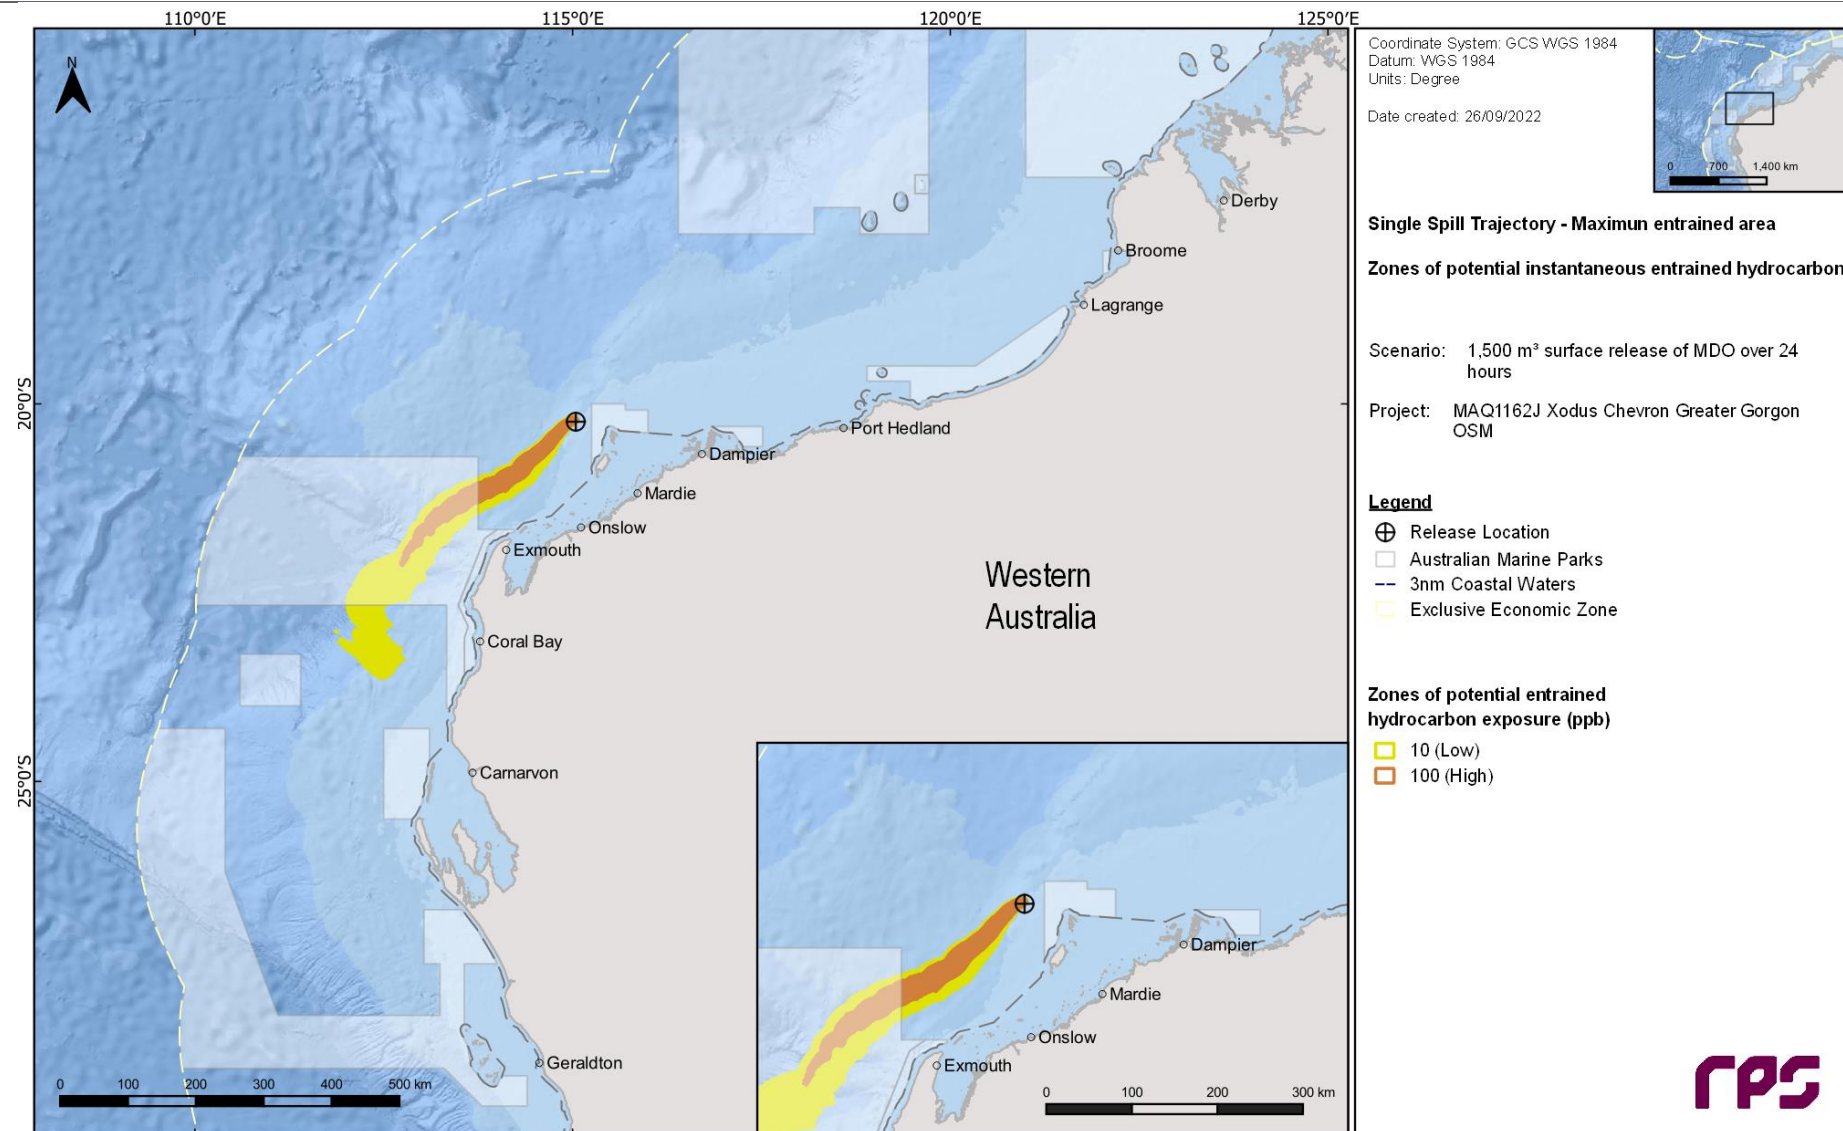 110°0′E 115°0′E 120°0′E 125°0′E
N
20°0′S
25°0′S
Derby
Broome
Lagrange
Port Hedland
Dampier
Mardie
Onslow
Exmouth
Coral Bay
Carnarvon
Geraldton
Western
Australia
0 100 200 300 400 500 km
Dampier
Mardie
Onslow
Exmouth
0 100 200 300 km
Coordinate System: GCS WGS 1984
Datum: WGS 1984
Units: Degree
Date created: 26/09/2022
0 700 1,400 km
Single Spill Trajectory - Maximun entrained area
Zones of potential instantaneous entrained hydrocarbon
Scenario: 1,500 m³ surface release of MDO over 24
hours
Project: MAQ1162J Xodus Chevron Greater Gorgon
OSM
Legend
Release Location
Australian Marine Parks
3nm Coastal Waters
Exclusive Economic Zone
Zones of potential entrained
hydrocarbon exposure (ppb)
10 (Low)
100 (High)
rps